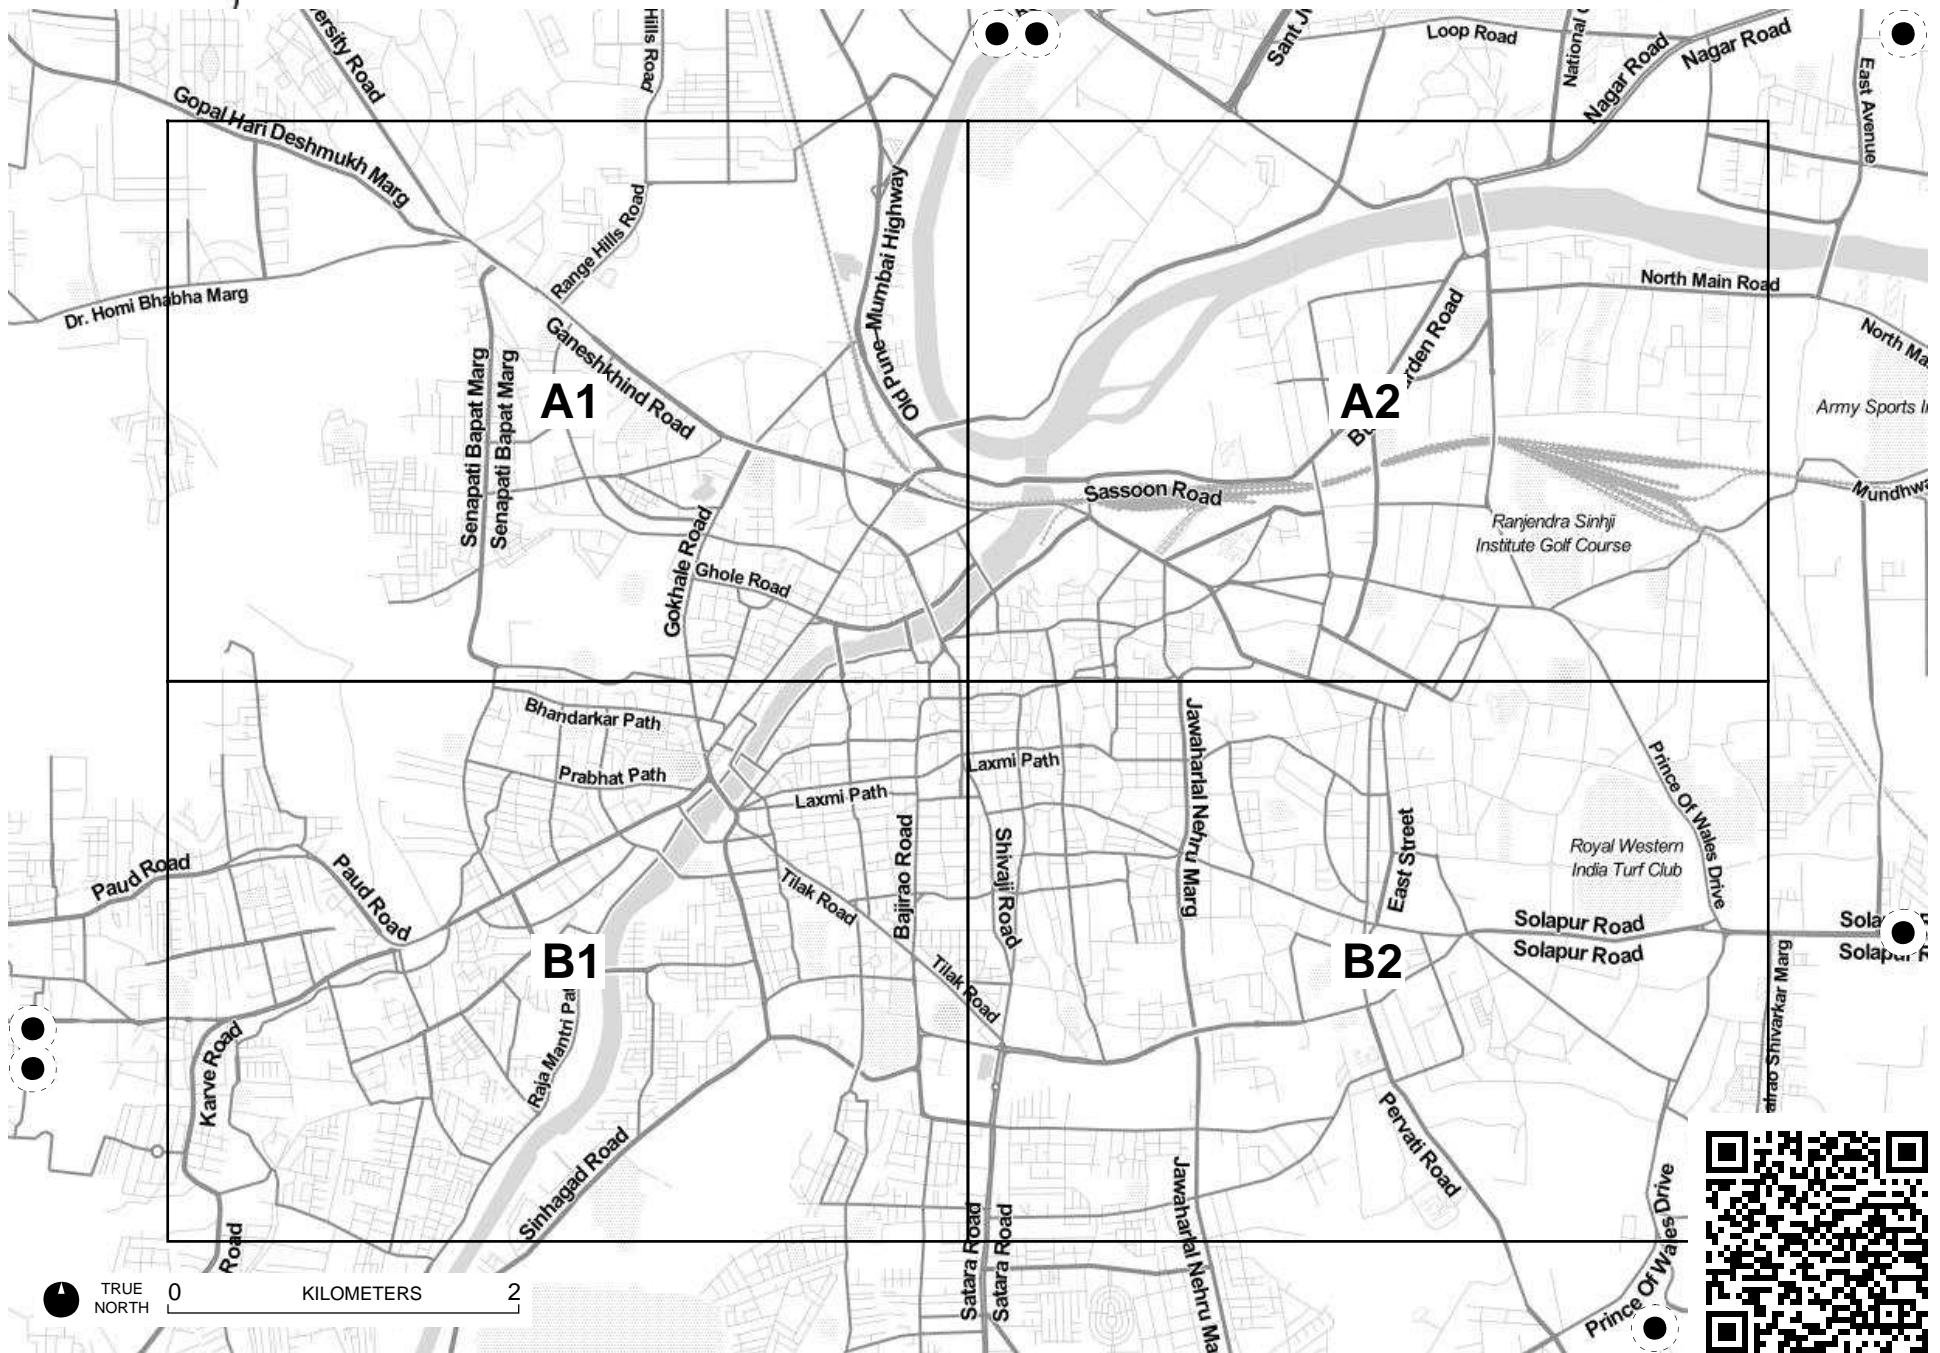 Hills Road
Loop Road
Nagar Road
Nagar Road
East Avenue
Gopal Hari Deshmukh Marg
Range Hills Road
Old Pune Mumbai Highway
Dr. Homi Bhabha Marg
North Main Road
Ganeshkhind Road
Senapati Bapat Marg
Senapati Bapat Marg
A1
A2
Army Sports
Sassoon Road
Ranjendra Sinhji
Institute Golf Course
Gokhale Road
Ghole Road
Bhandarkar Path
Prabhat Path
Laxmi Path
Laxmi Path
Jawaharlal Nehru Marg
Prince Of Wales Drive
Bajirao Road
Shivaji Road
East Street
Royal Western
India Turf Club
Paud Road
Paud Road
Tilak Road
Tilak Road
Solapur Road
Solapur Road
B1
B2
Karve Road
Raja Mantri
Shivarkar Marg
Sinhagad Road
Pervati Road
Jawaharlal Nehru
Satara Road
Satara Road
Prince Of Wales Drive
Road
TRUE
NORTH
0 KILOMETERS 2